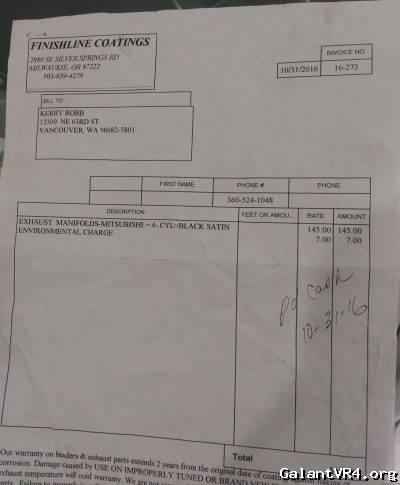 FINISHLINE COATINGS
2889 SE SILVER SPRINGS RD
MILWAUKIE, OR 97222
503-659-4278
INVOICE NO.
10/31/2016 16-273
BILL TO
KERRY ROBB
12309 NE 63RD ST.
VANCOUVER, WA 98682-5801
FIRST NAME PHONE # PHONE
360-524-1048
DESCRIPTION FEET OR AMOU... RATE AMOUNT
EXHAUST MANIFOLDS-MITSUBISHI = 4- CYL=BLACK SATIN 145.00 145.00
ENVIRONMENTAL CHARGE 7.00 7.00
pd cash
10-31-16
Total
Our warranty on headers & exhaust parts extends 2 years from the original date of coating
corrosion. Damage caused by USE ON IMPROPERLY TUNED OR BRAND NEW
exhaust temperature will void warranty. We are not
parts. Failure to
GalantVR4.org